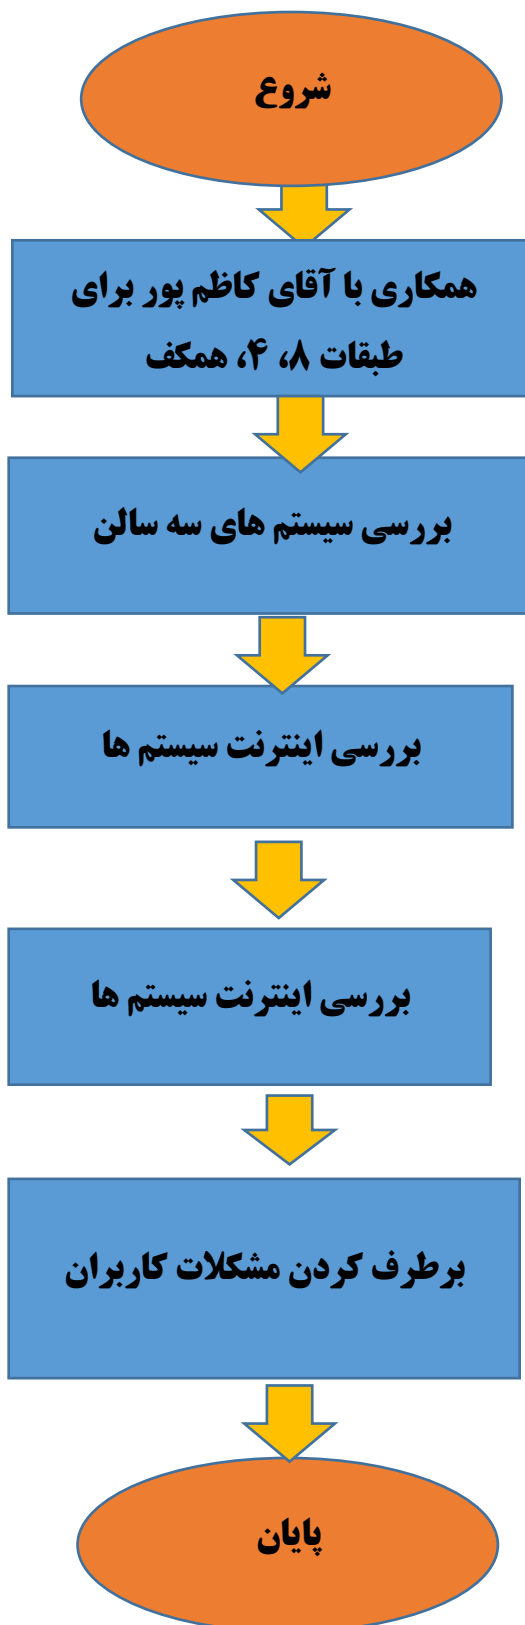 شروع
همکاری با آقای کاظم پور برای
طبقات ۸، ۴، همکف
بررسی سیستم های سه سالن
بررسی اینترنت سیستم ها
بررسی اینترنت سیستم ها
برطرف کردن مشکلات کاربران
پایان